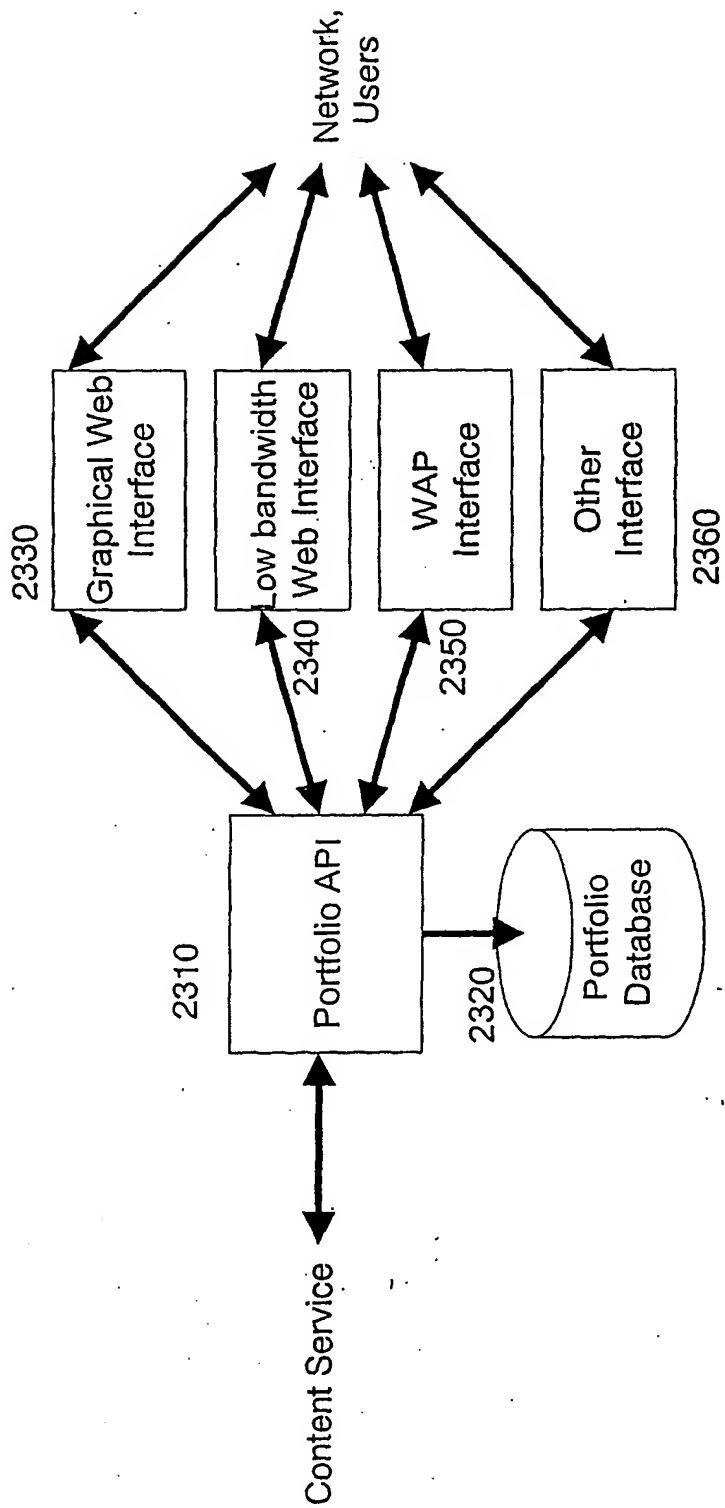 Content Service
2310
Portfolio API
2320
Portfolio
Database
2330
Graphical Web
Interface
2340
Low bandwidth
Web Interface
2350
WAP
Interface
2360
Other
Interface
Network,
Users